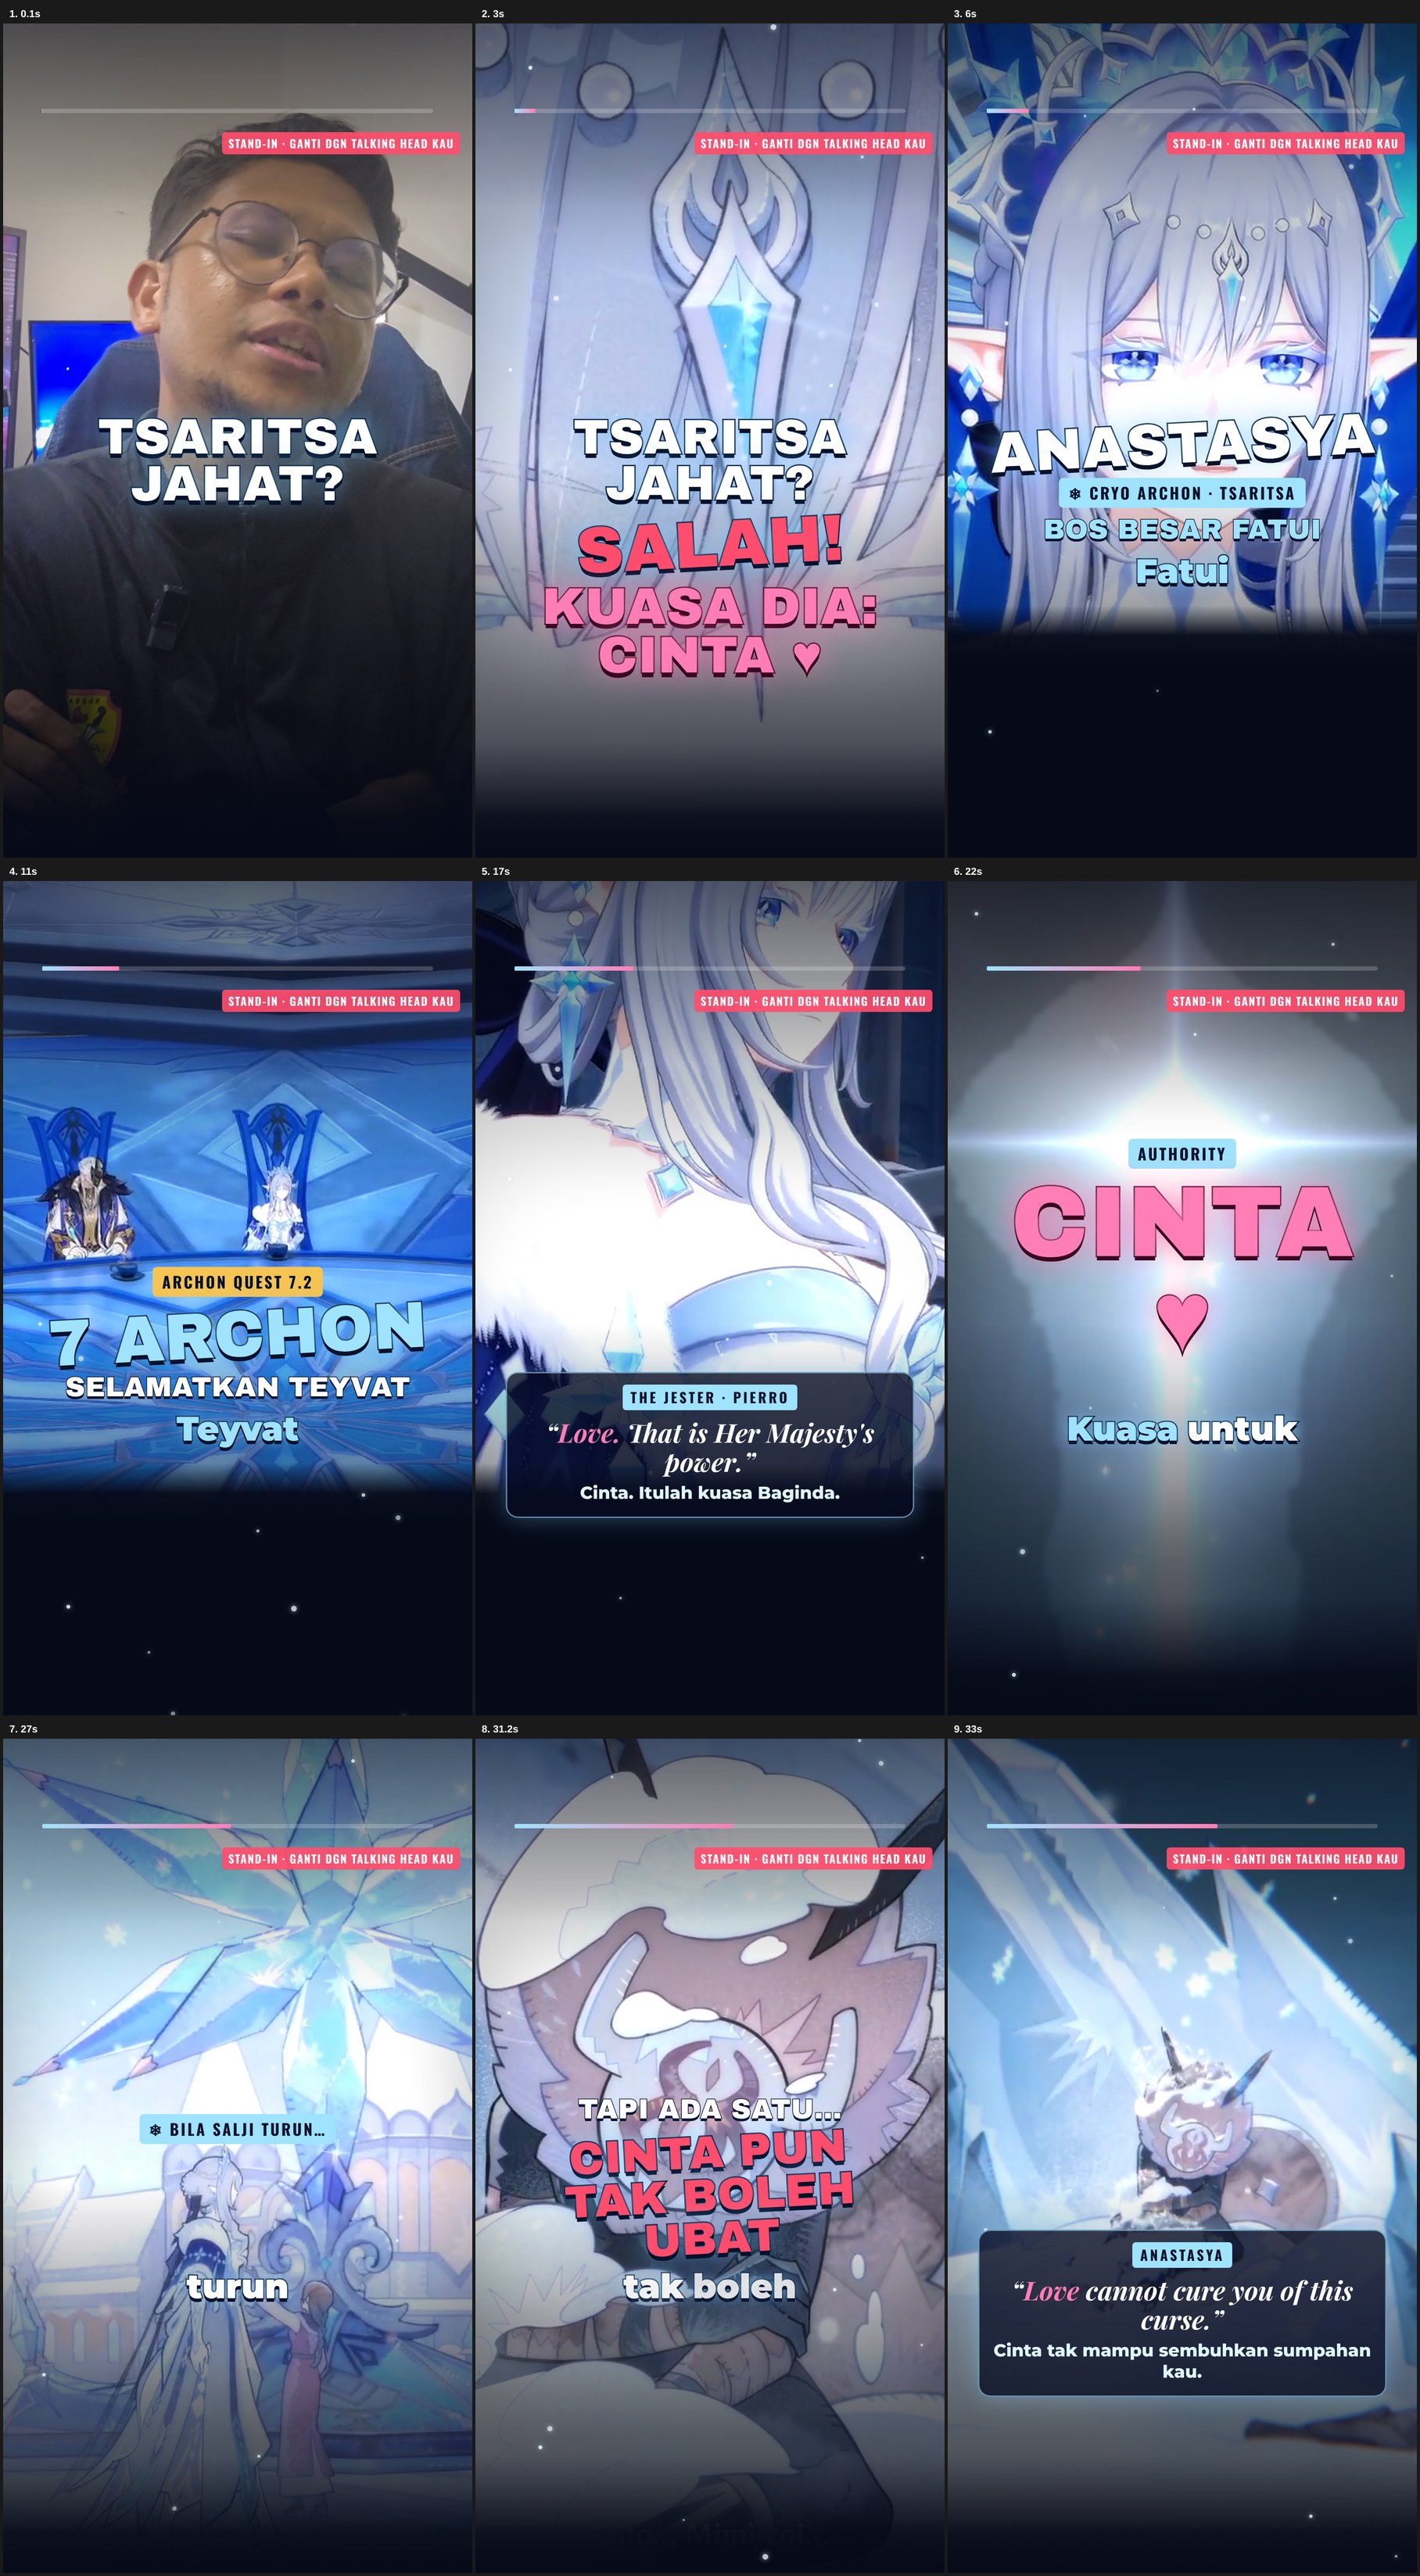 1. 0.1s
STAND-IN · GANTI DGN TALKING HEAD KAU
TSARITSA
JAHAT?
2. 3s
STAND-IN · GANTI DGN TALKING HEAD KAU
TSARITSA
JAHAT?
SALAH!
KUASA DIA:
CINTA ♥
3. 6s
STAND-IN · GANTI DGN TALKING HEAD KAU
ANASTASYA
❄ CRYO ARCHON · TSARITSA
BOS BESAR FATUI
Fatui
4. 11s
STAND-IN · GANTI DGN TALKING HEAD KAU
ARCHON QUEST 7.2
7 ARCHON
SELAMATKAN TEYVAT
Teyvat
5. 17s
STAND-IN · GANTI DGN TALKING HEAD KAU
THE JESTER · PIERRO
“Love. That is Her Majesty's
power.”
Cinta. Itulah kuasa Baginda.
6. 22s
STAND-IN · GANTI DGN TALKING HEAD KAU
AUTHORITY
CINTA
♥
Kuasa untuk
7. 27s
STAND-IN · GANTI DGN TALKING HEAD KAU
❄ BILA SALJI TURUN…
turun
8. 31.2s
STAND-IN · GANTI DGN TALKING HEAD KAU
TAPI ADA SATU…
CINTA PUN
TAK BOLEH
UBAT
tak boleh
9. 33s
STAND-IN · GANTI DGN TALKING HEAD KAU
ANASTASYA
“Love cannot cure you of this
curse.”
Cinta tak mampu sembuhkan sumpahan
kau.